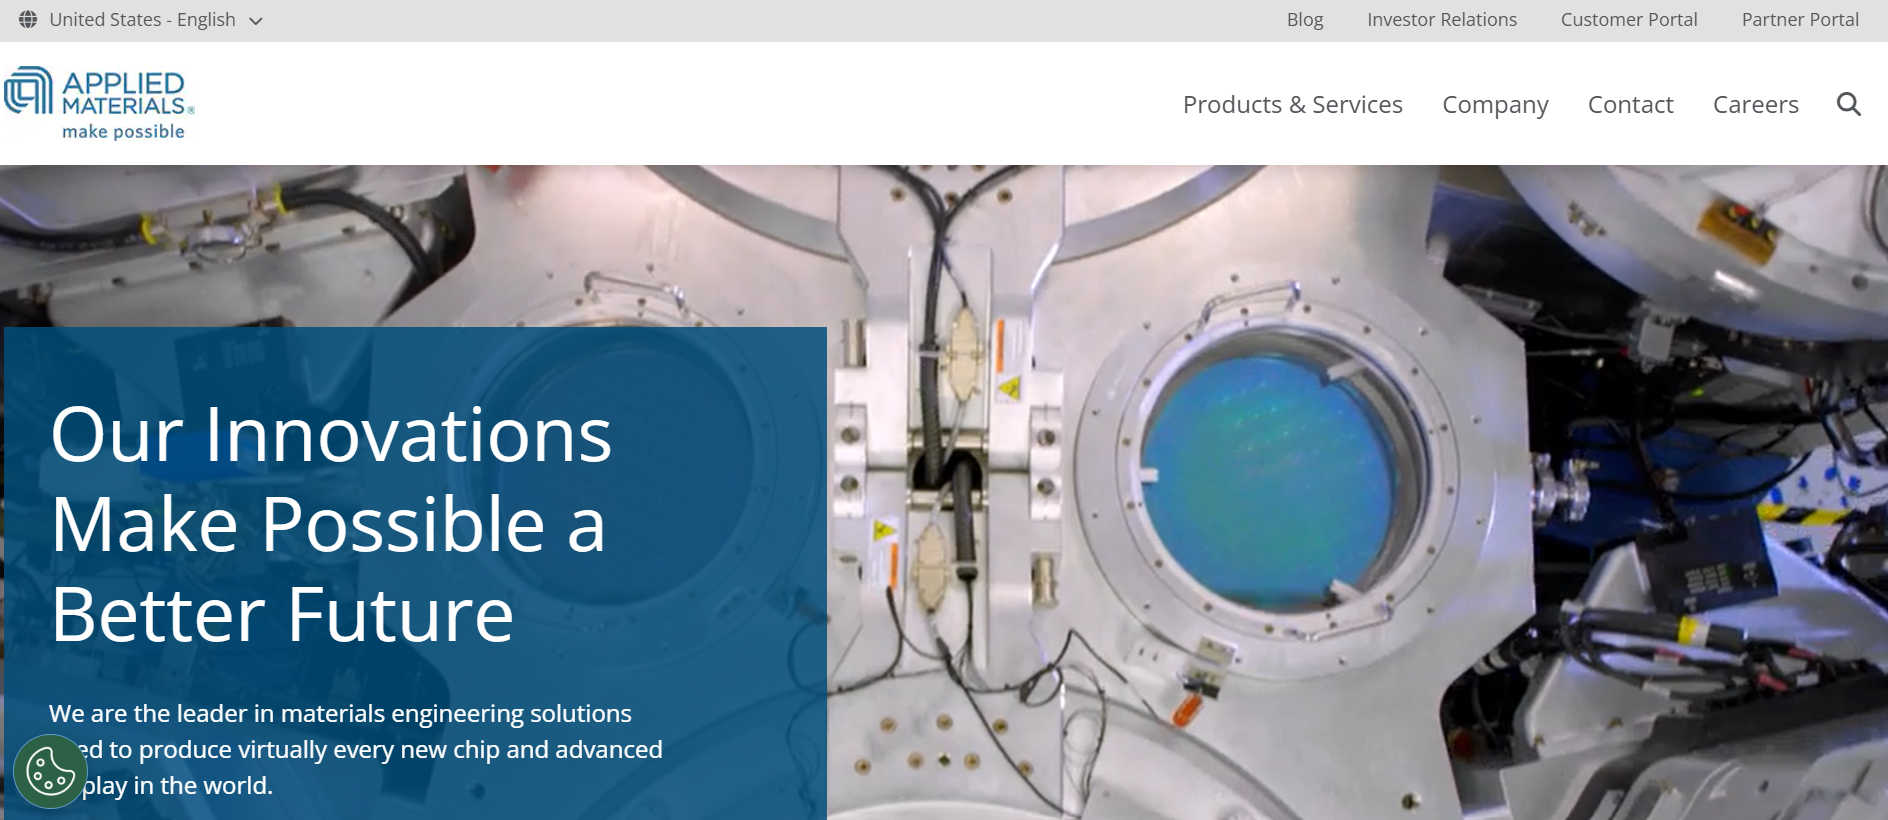 United States - English
Blog
Investor Relations
Customer Portal
Partner Portal
APPLIED
MATERIALS®
make possible
Products & Services
Company
Contact
Careers
Our Innovations
Make Possible a
Better Future
We are the leader in materials engineering solutions
ed to produce virtually every new chip and advanced
play in the world.